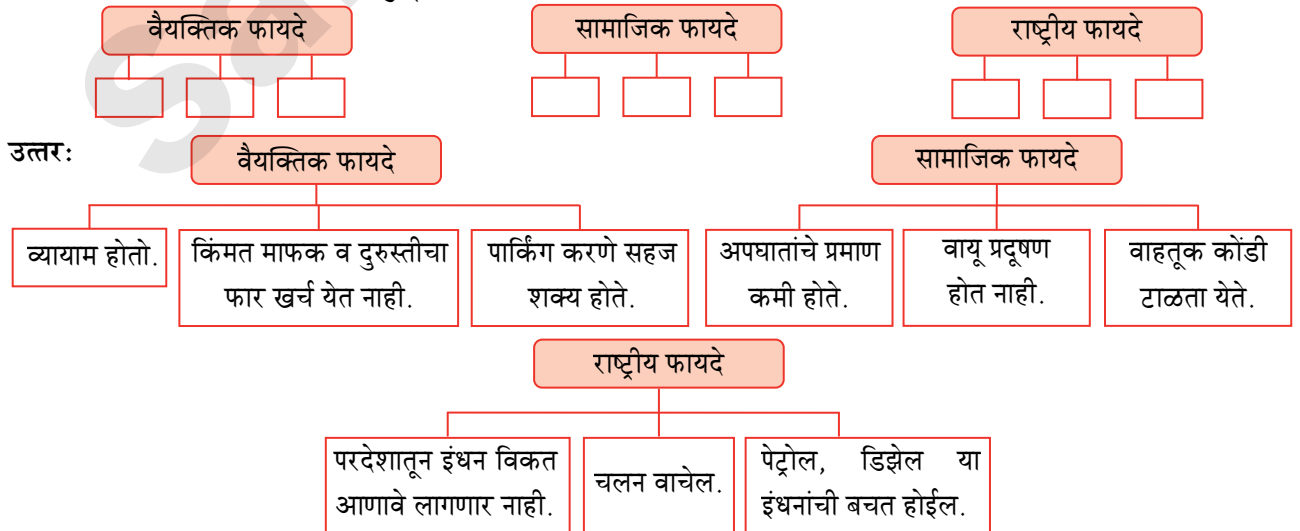 वैयक्तिक फायदे
सामाजिक फायदे
राष्ट्रीय फायदे
उत्तरः
वैयक्तिक फायदे
सामाजिक फायदे
व्यायाम होतो.
किंमत माफक व दुरुस्तीचा
फार खर्च येत नाही.
पार्किंग करणे सहज
शक्य होते.
अपघातांचे प्रमाण
कमी होते.
वायू प्रदूषण
होत नाही.
वाहतूक कोंडी
टाळता येते.
राष्ट्रीय फायदे
परदेशातून इंधन विकत
आणावे लागणार नाही.
चलन वाचेल.
पेट्रोल, डिझेल या
इंधनांची बचत होईल.